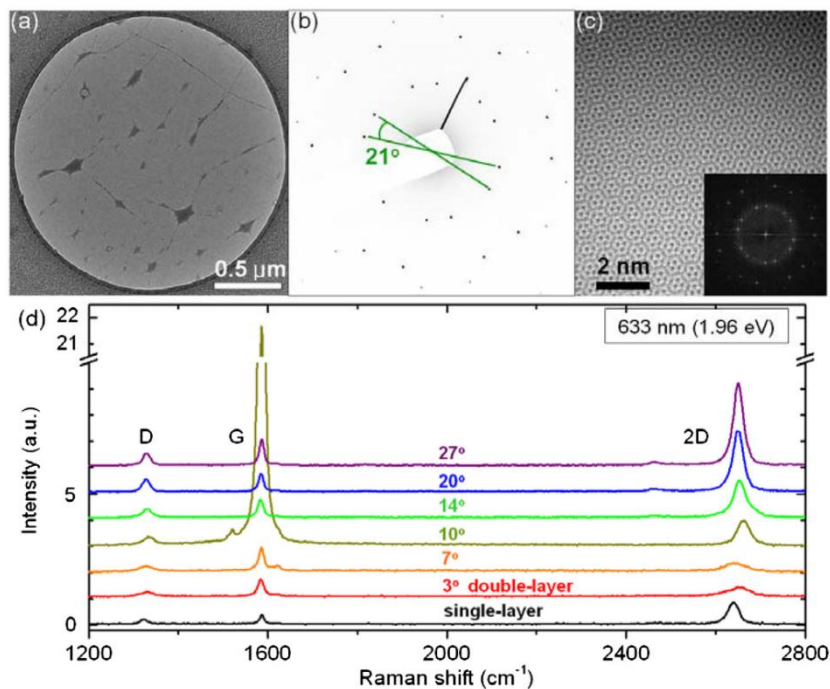 (a)
0.5 μm
(b)
21°
(c)
2 nm
(d)
633 nm (1.96 eV)
22
21
5
0
Intensity (a.u.)
D
G
2D
27°
20°
14°
10°
7°
3° double-layer
single-layer
1200 1600 2000 2400 2800
Raman shift (cm⁻¹)